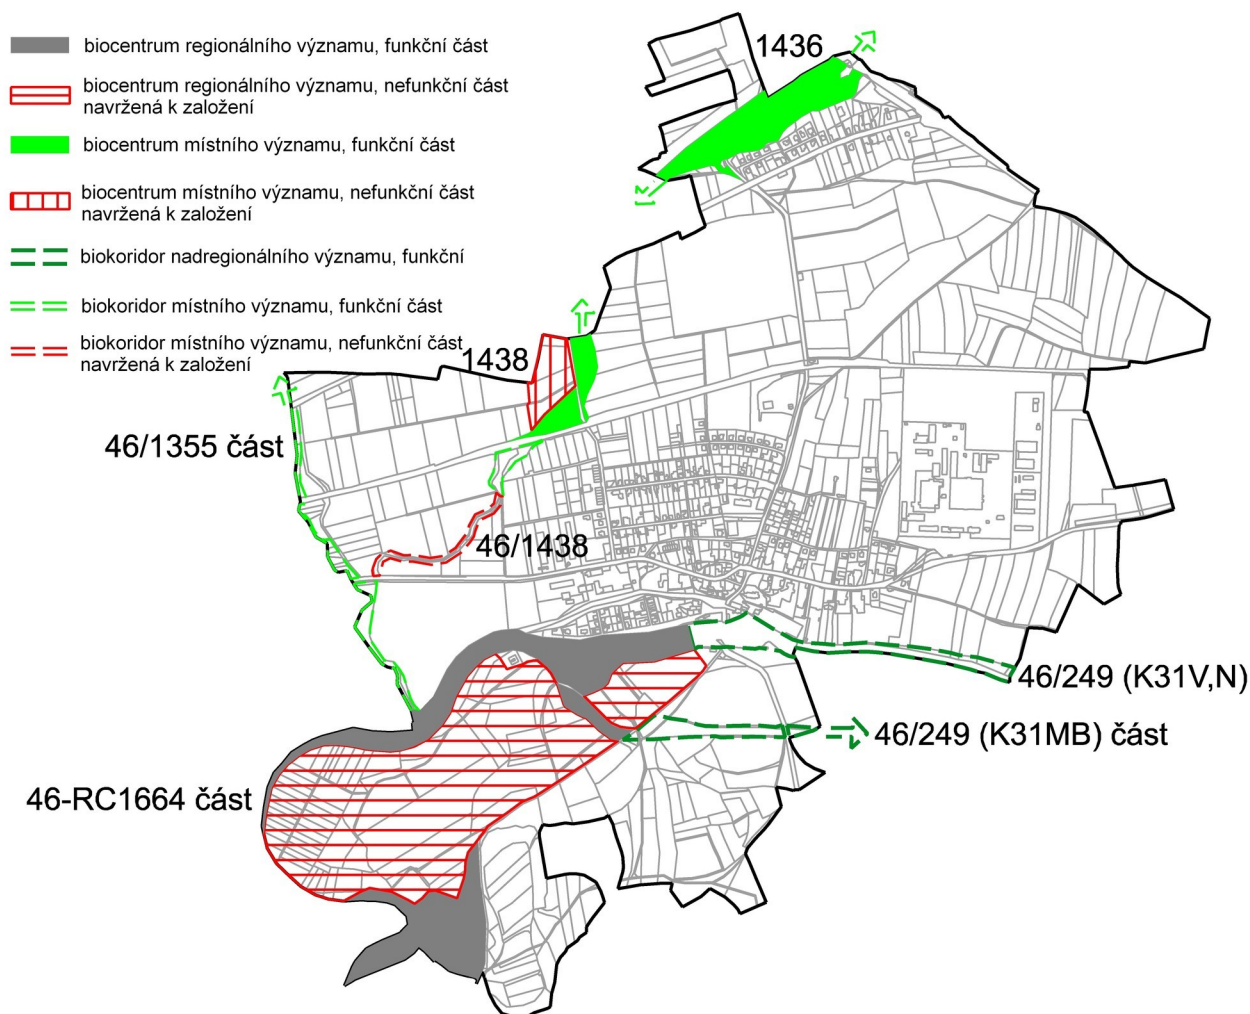 biocentrum regionálního významu, funkční část
biocentrum regionálního významu, nefunkční část
navržená k založení
biocentrum místního významu, funkční část
biocentrum místního významu, nefunkční část
navržená k založení
biokoridor nadregionálního významu, funkční
biokoridor místního významu, funkční část
biokoridor místního významu, nefunkční část
navržená k založení
1436
1438
46/1355 část
46/1438
46/249 (K31V,N)
46/249 (K31MB) část
46-RC1664 část